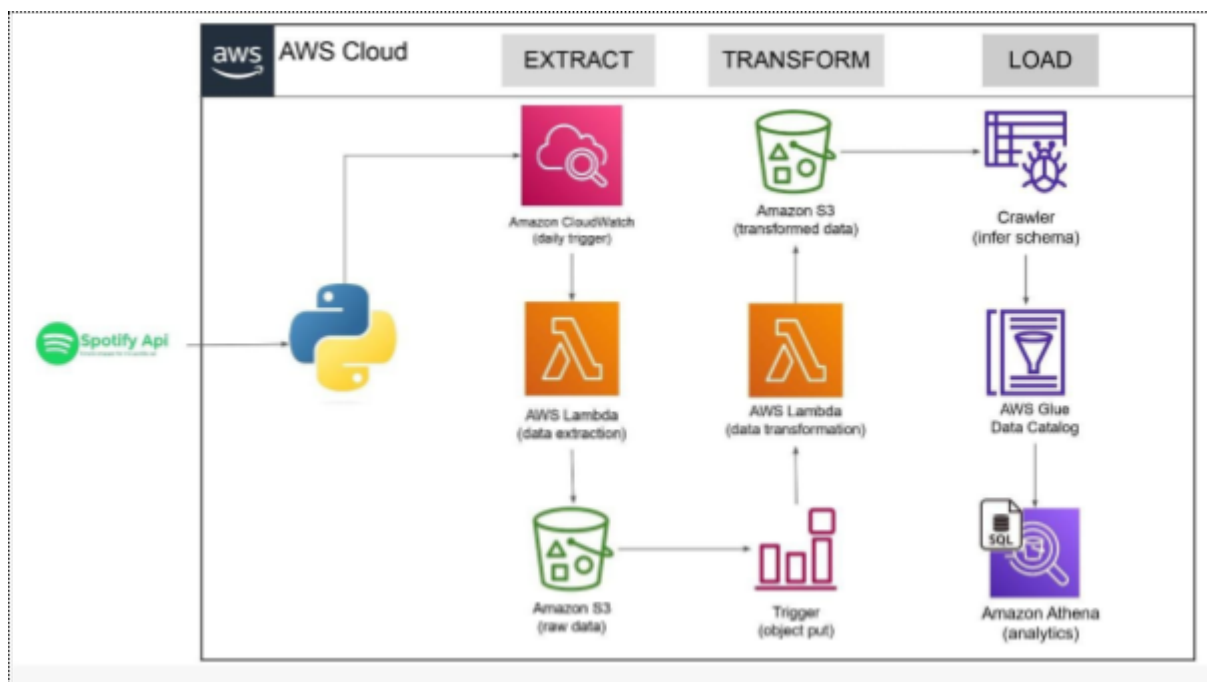 aws
AWS Cloud
EXTRACT
TRANSFORM
LOAD
Spotify Api
Amazon CloudWatch
(daily trigger)
AWS Lambda
(data extraction)
Amazon S3
(raw data)
Amazon S3
(transformed data)
AWS Lambda
(data transformation)
Trigger
(object put)
Crawler
(infer schema)
AWS Glue
Data Catalog
SQL
Amazon Athena
(analytics)